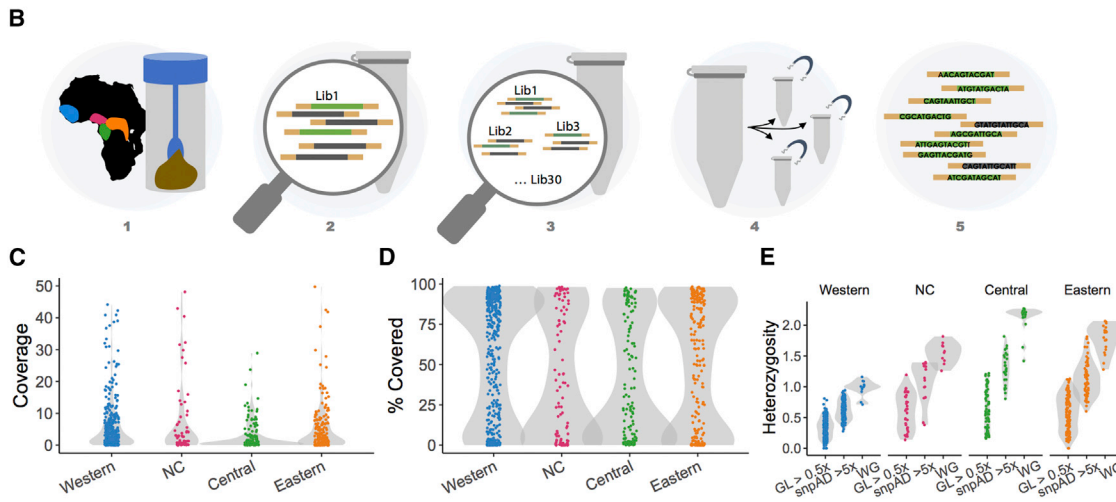 B
Lib1
Lib1
Lib2
Lib3
... Lib30
AACAGTACGAT
ATGTATGACTA
CAGTAATTGCT
CGCATGACTG
GTATGTATTGCA
AGCGATTGCA
ATTGAGTACGTT
GAGTTACGATG
CAGTATTGCATT
ATCGATAGCAT
1
2
3
4
5
C
Coverage
50
40
30
20
10
0
Western
NC
Central
Eastern
D
% Covered
100
75
50
25
0
Western
NC
Central
Eastern
E
Western
NC
Central
Eastern
Heterozygosity
2.0
1.5
1.0
0.5
0.0
GL > 0.5x
snpAD >5x
WG
GL > 0.5x
snpAD >5x
WG
GL > 0.5x
snpAD >5x
WG
GL > 0.5x
snpAD >5x
WG